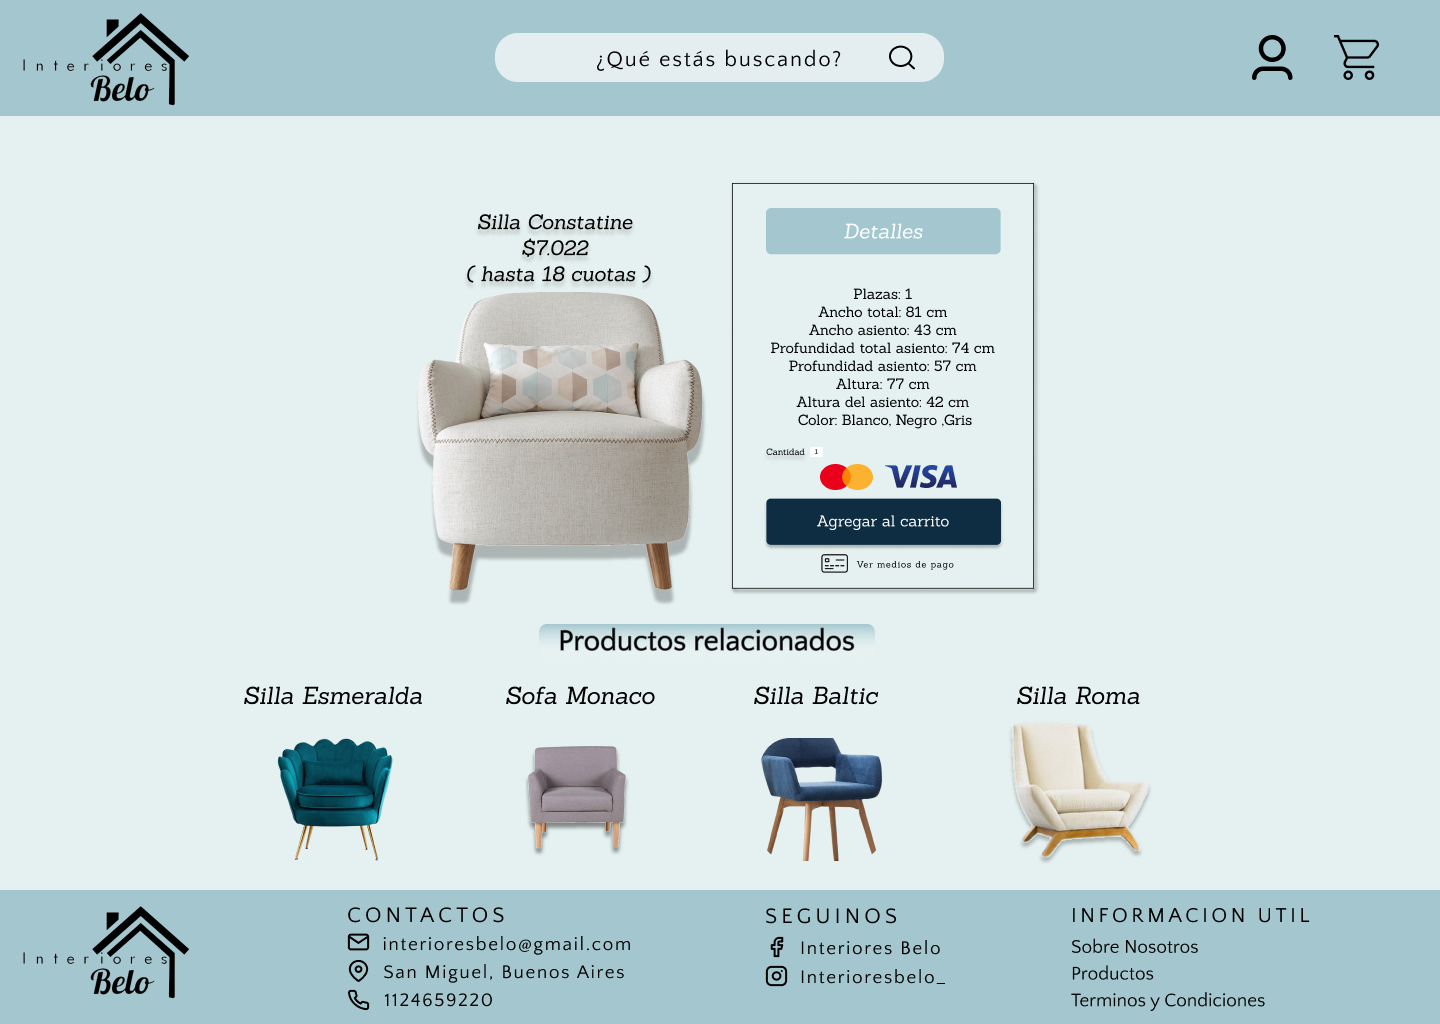 Interiores
Belo
¿Qué estás buscando?
Silla Constatine
$7.022
( hasta 18 cuotas )
Detalles
Plazas: 1
Ancho total: 81 cm
Ancho asiento: 43 cm
Profundidad total asiento: 74 cm
Profundidad asiento: 57 cm
Altura: 77 cm
Altura del asiento: 42 cm
Color: Blanco, Negro ,Gris
Cantidad 1
VISA
Agregar al carrito
Ver medios de pago
Productos relacionados
Silla Esmeralda
Sofa Monaco
Silla Baltic
Silla Roma
Interiores
Belo
CONTACTOS
interioresbelo@gmail.com
San Miguel, Buenos Aires
1124659220
SEGUINOS
Interiores Belo
Interioresbelo_
INFORMACION UTIL
Sobre Nosotros
Productos
Terminos y Condiciones